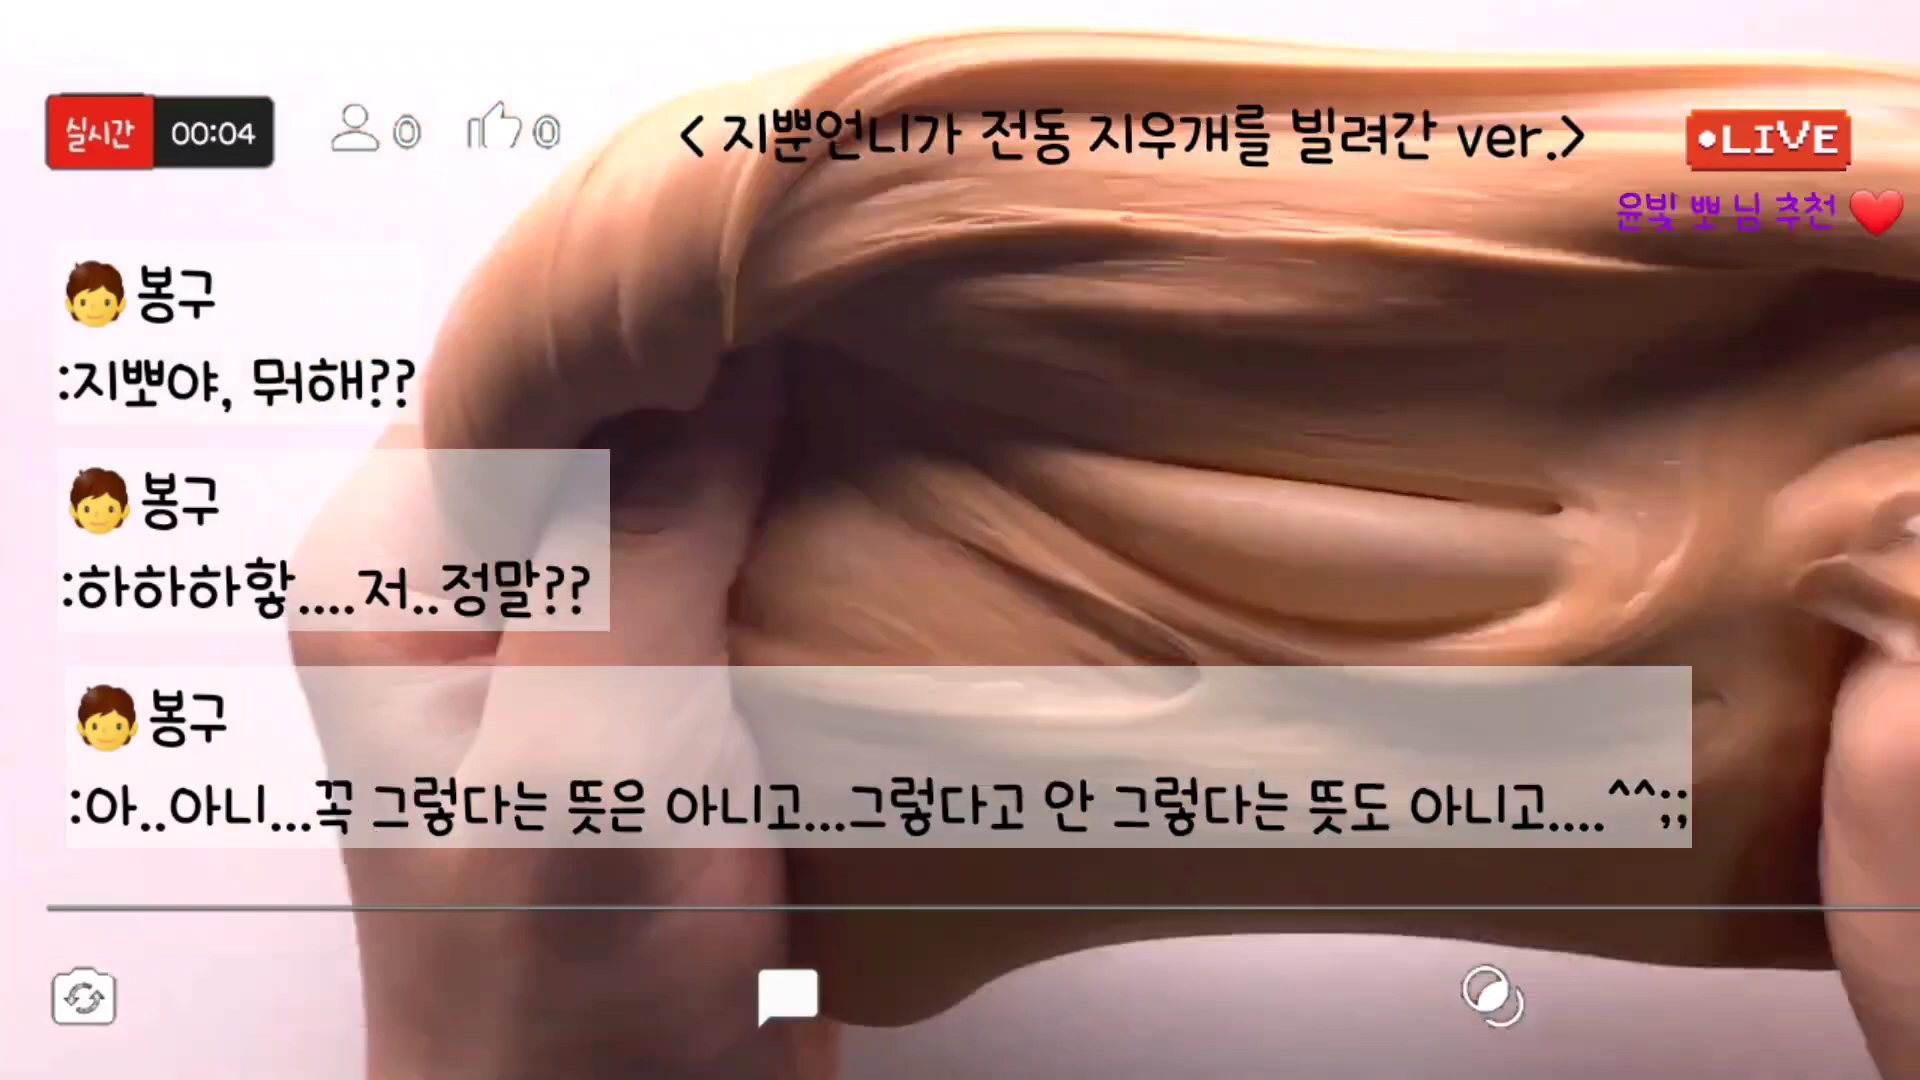 실시간 00:04 0 0
< 지뿐언니가 전동 지우개를 빌려간 ver.>
•LIVE
윤빛 뽀 님 추천 ❤️
봉구
:지뽀야, 뭐해??
봉구
:하하하핳....저..정말??
봉구
:아..아니...꼭 그렇다는 뜻은 아니고...그렇다고 안 그렇다는 뜻도 아니고....^^;;